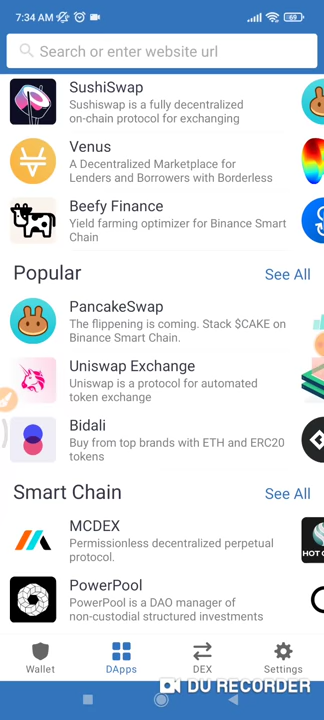 7:34 AM
69
Search or enter website url
SushiSwap
Sushiswap is a fully decentralized
on-chain protocol for exchanging
Venus
A Decentralized Marketplace for
Lenders and Borrowers with Borderless
Beefy Finance
Yield farming optimizer for Binance Smart
Chain
Popular
See All
PancakeSwap
The flippening is coming. Stack $CAKE on
Binance Smart Chain.
Uniswap Exchange
Uniswap is a protocol for automated
token exchange
Bidali
Buy from top brands with ETH and ERC20
tokens
Smart Chain
See All
MCDEX
Permissionless decentralized perpetual
protocol.
HOT
PowerPool
PowerPool is a DAO manager of
non-custodial structured investments
Wallet
DApps
DEX
Settings
DU RECORDER